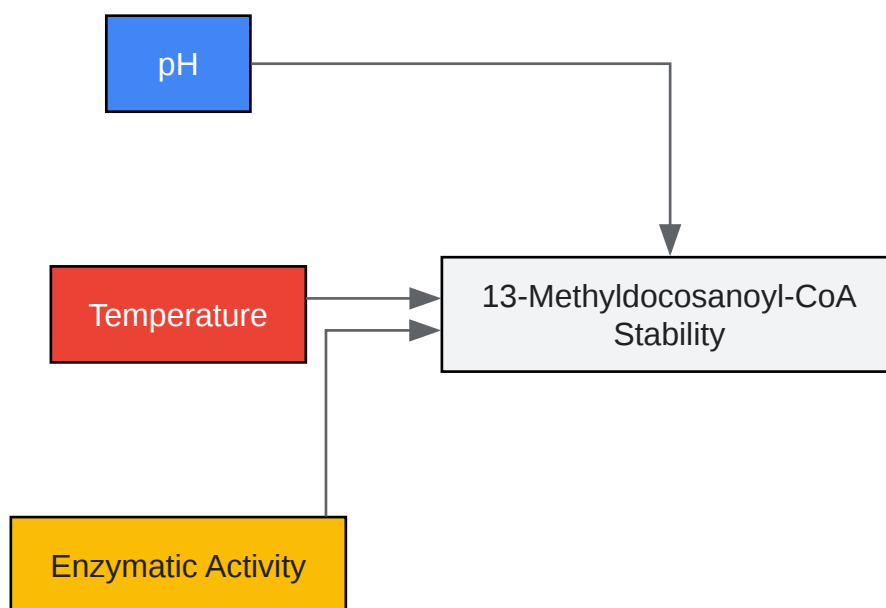 pH
Temperature
13-Methyldocosanoyl-CoA
Stability
Enzymatic Activity